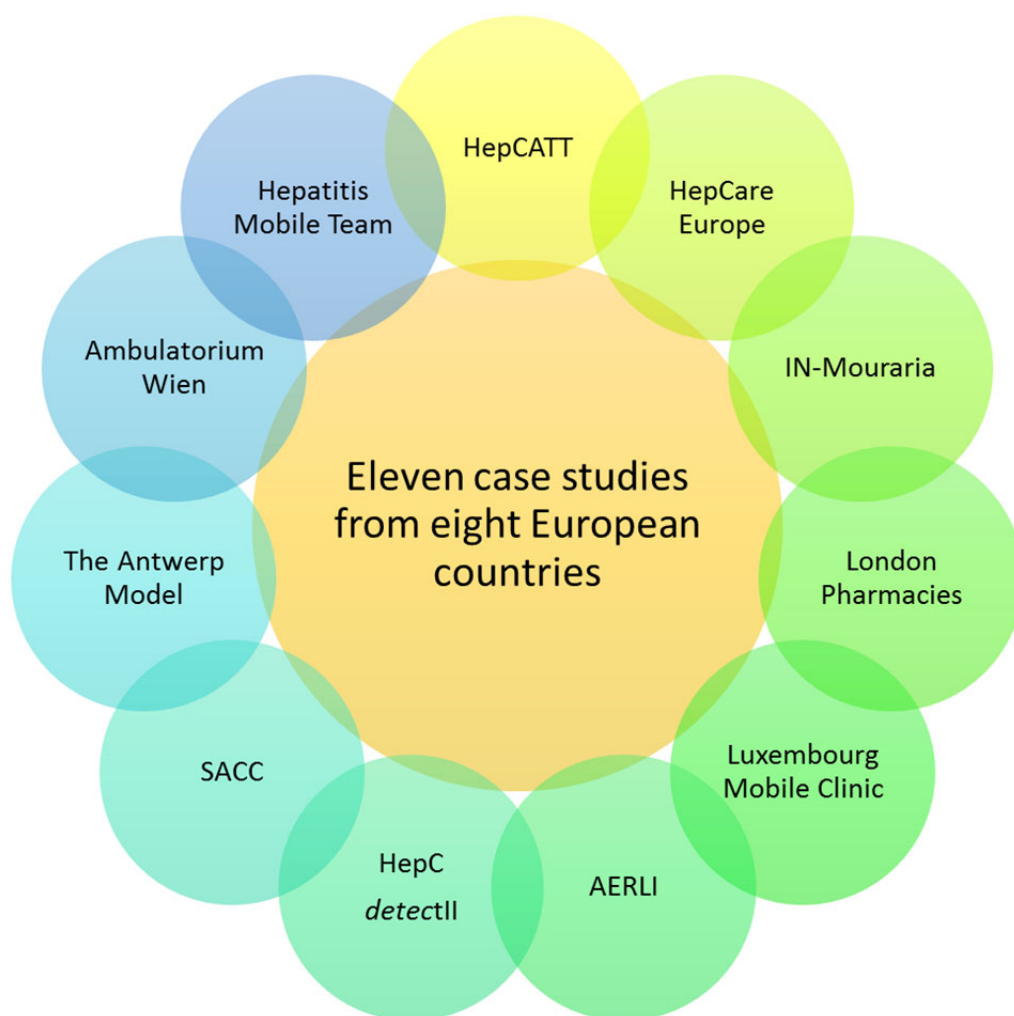 HepCATT
HepCare
Europe
IN-Mouraria
London
Pharmacies
Luxembourg
Mobile Clinic
AERLI
HepC
detectII
SACC
The Antwerp
Model
Ambulatorium
Wien
Hepatitis
Mobile Team
Eleven case studies
from eight European
countries